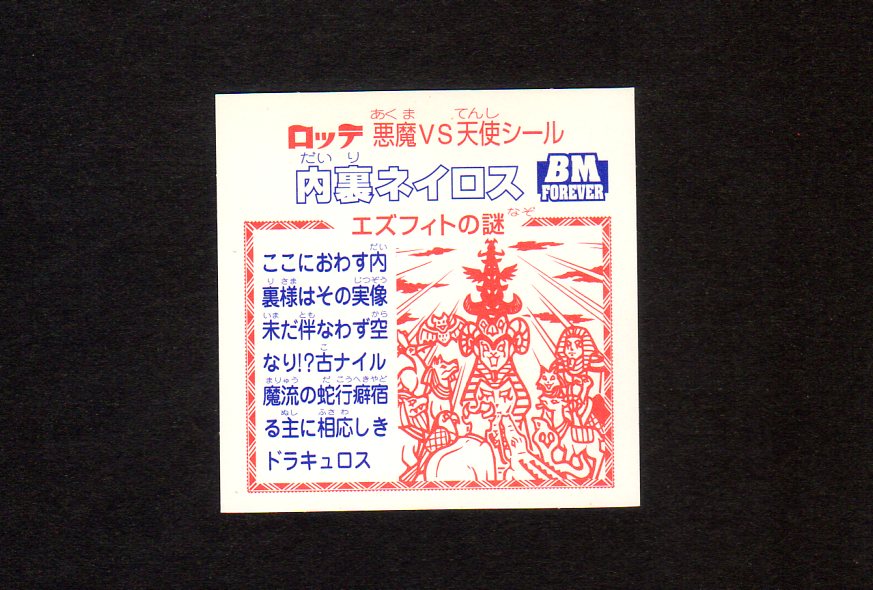 ロッテ 悪魔VS天使シール
あくま てんし
内裏ネイロス
だいり
BM
FOREVER
エズフィトの謎
なぞ
ここにおわす内
だい
裏様はその実像
りさま じつぞう
未だ伴なわず空
いま とも から
なり!?古ナイル
こ
魔流の蛇行癖宿
まりゅう だこうへきやど
る主に相応しき
ぬし ふさわ
ドラキュロス